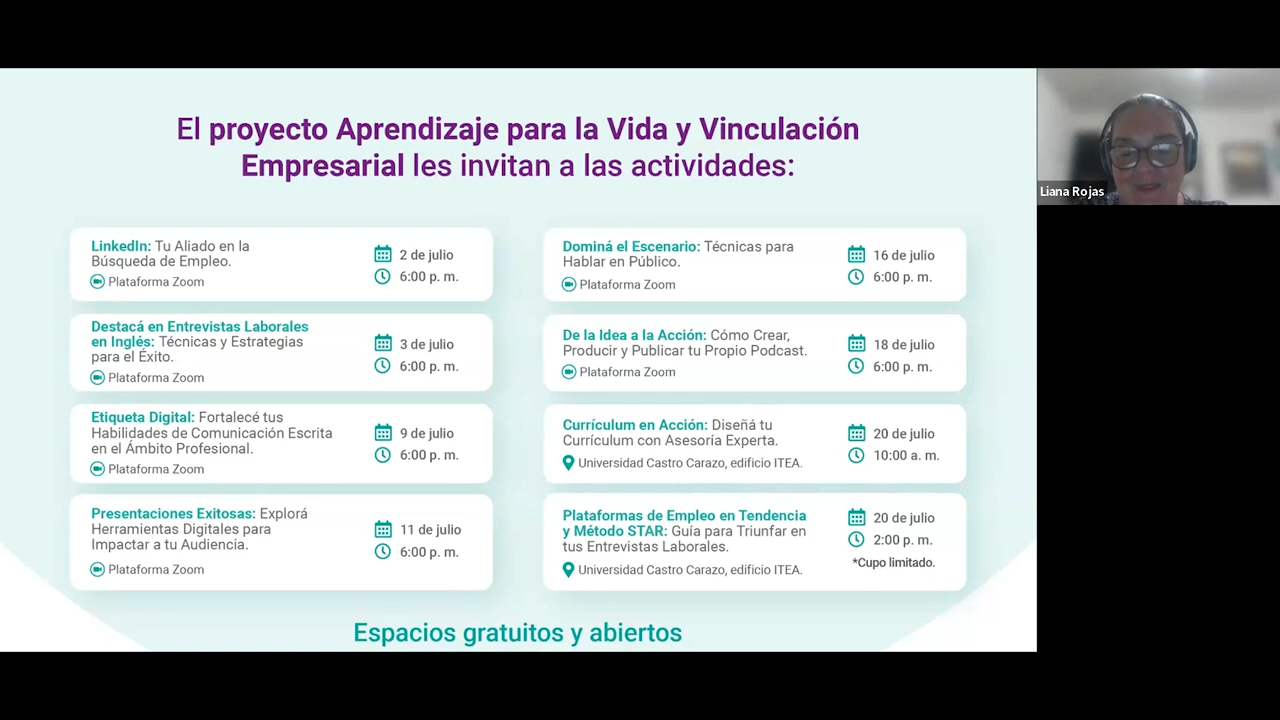 El proyecto Aprendizaje para la Vida y Vinculación
Empresarial les invitan a las actividades:
LinkedIn: Tu Aliado en la
Búsqueda de Empleo.
Plataforma Zoom
2 de julio
6:00 p. m.
Destacá en Entrevistas Laborales
en Inglés: Técnicas y Estrategias
para el Éxito.
Plataforma Zoom
3 de julio
6:00 p. m.
Etiqueta Digital: Fortalecé tus
Habilidades de Comunicación Escrita
en el Ámbito Profesional.
Plataforma Zoom
9 de julio
6:00 p. m.
Presentaciones Exitosas: Explorá
Herramientas Digitales para
Impactar a tu Audiencia.
Plataforma Zoom
11 de julio
6:00 p. m.
Dominá el Escenario: Técnicas para
Hablar en Público.
Plataforma Zoom
16 de julio
6:00 p. m.
De la Idea a la Acción: Cómo Crear,
Producir y Publicar tu Propio Podcast.
Plataforma Zoom
18 de julio
6:00 p. m.
Currículum en Acción: Diseñá tu
Currículum con Asesoría Experta.
Universidad Castro Carazo, edificio ITEA.
20 de julio
10:00 a. m.
Plataformas de Empleo en Tendencia
y Método STAR: Guía para Triunfar en
tus Entrevistas Laborales.
Universidad Castro Carazo, edificio ITEA.
20 de julio
2:00 p. m.
*Cupo limitado.
Espacios gratuitos y abiertos
Liana Rojas